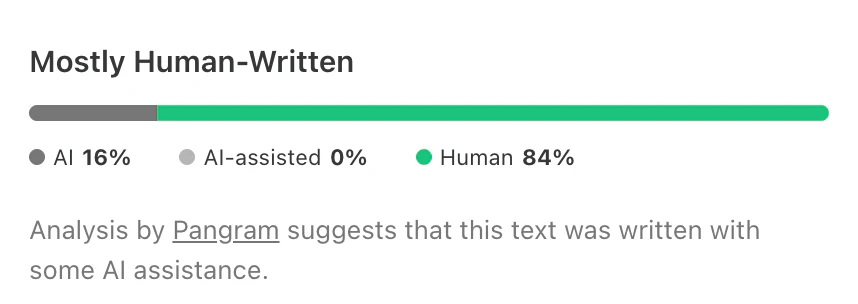 Mostly Human-Written
AI 16% AI-assisted 0% Human 84%
Analysis by Pangram suggests that this text was written with
some AI assistance.